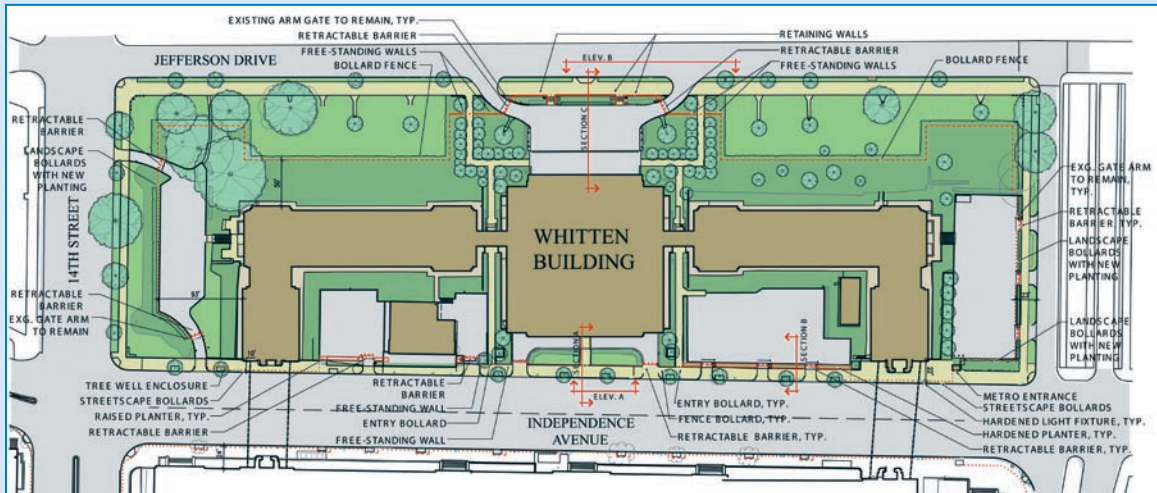 EXISTING ARM GATE TO REMAIN, TYP.
RETRACTABLE BARRIER
FREE-STANDING WALLS
BOLLARD FENCE
JEFFERSON DRIVE
ELEV. B
RETAINING WALLS
RETRACTABLE BARRIER
FREE-STANDING WALLS
BOLLARD FENCE
SECTION C
RETRACTABLE
BARRIER
LANDSCAPE
BOLLARDS
WITH NEW
PLANTING
14TH STREET
50'
93'
RETRACTABLE
BARRIER
EXG. GATE ARM
TO REMAIN
WHITTEN
BUILDING
EXG. GATE ARM
TO REMAIN,
TYP.
RETRACTABLE
BARRIER, TYP.
LANDSCAPE
BOLLARDS
WITH NEW
PLANTING
23'
LANDSCAPE
BOLLARDS
WITH NEW
PLANTING
10'
SECTION A
SECTION B
ELEV. A
TREE WELL ENCLOSURE
STREETSCAPE BOLLARDS
RAISED PLANTER, TYP.
RETRACTABLE BARRIER
RETRACTABLE
BARRIER
FREE-STANDING WALL
ENTRY BOLLARD
FREE-STANDING WALL
INDEPENDENCE
AVENUE
ENTRY BOLLARD, TYP.
FENCE BOLLARD, TYP.
RETRACTABLE BARRIER, TYP.
METRO ENTRANCE
STREETSCAPE BOLLARDS
HARDENED LIGHT FIXTURE, TYP.
HARDENED PLANTER, TYP.
RETRACTABLE BARRIER, TYP.